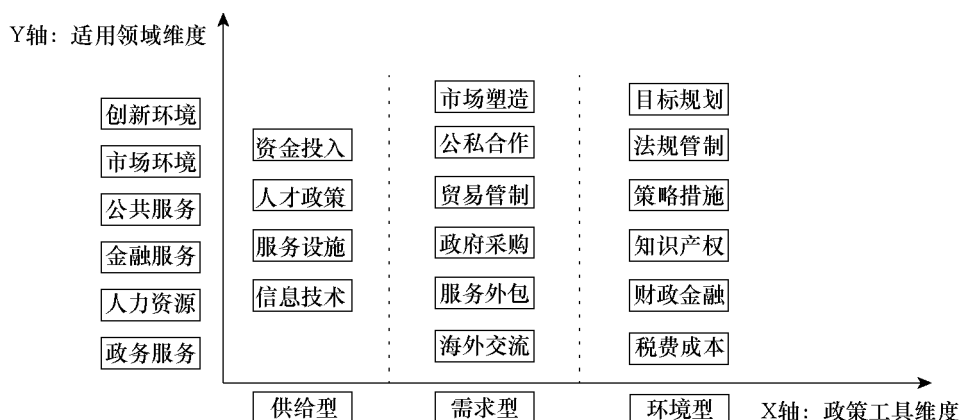 Y轴：适用领域维度
创新环境
市场环境
公共服务
金融服务
人力资源
政务服务
资金投入
人才政策
服务设施
信息技术
供给型
市场塑造
公私合作
贸易管制
政府采购
服务外包
海外交流
需求型
目标规划
法规管制
策略措施
知识产权
财政金融
税费成本
环境型
X轴：政策工具维度